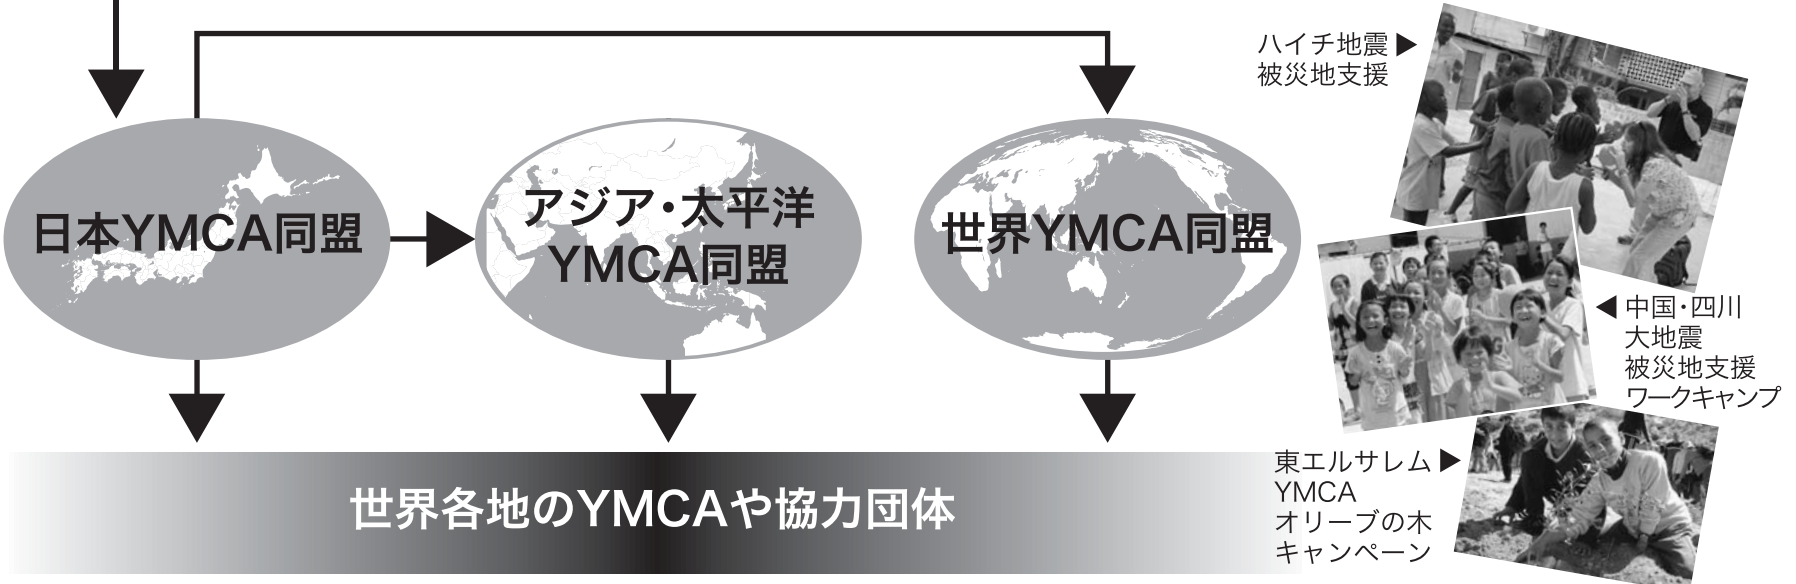 ハイチ地震▶
被災地支援
日本YMCA同盟
アジア・太平洋
YMCA同盟
世界YMCA同盟
◀中国・四川
大地震
被災地支援
ワークキャンプ
東エルサレム▶
YMCA
オリーブの木
キャンペーン
世界各地のYMCAや協力団体